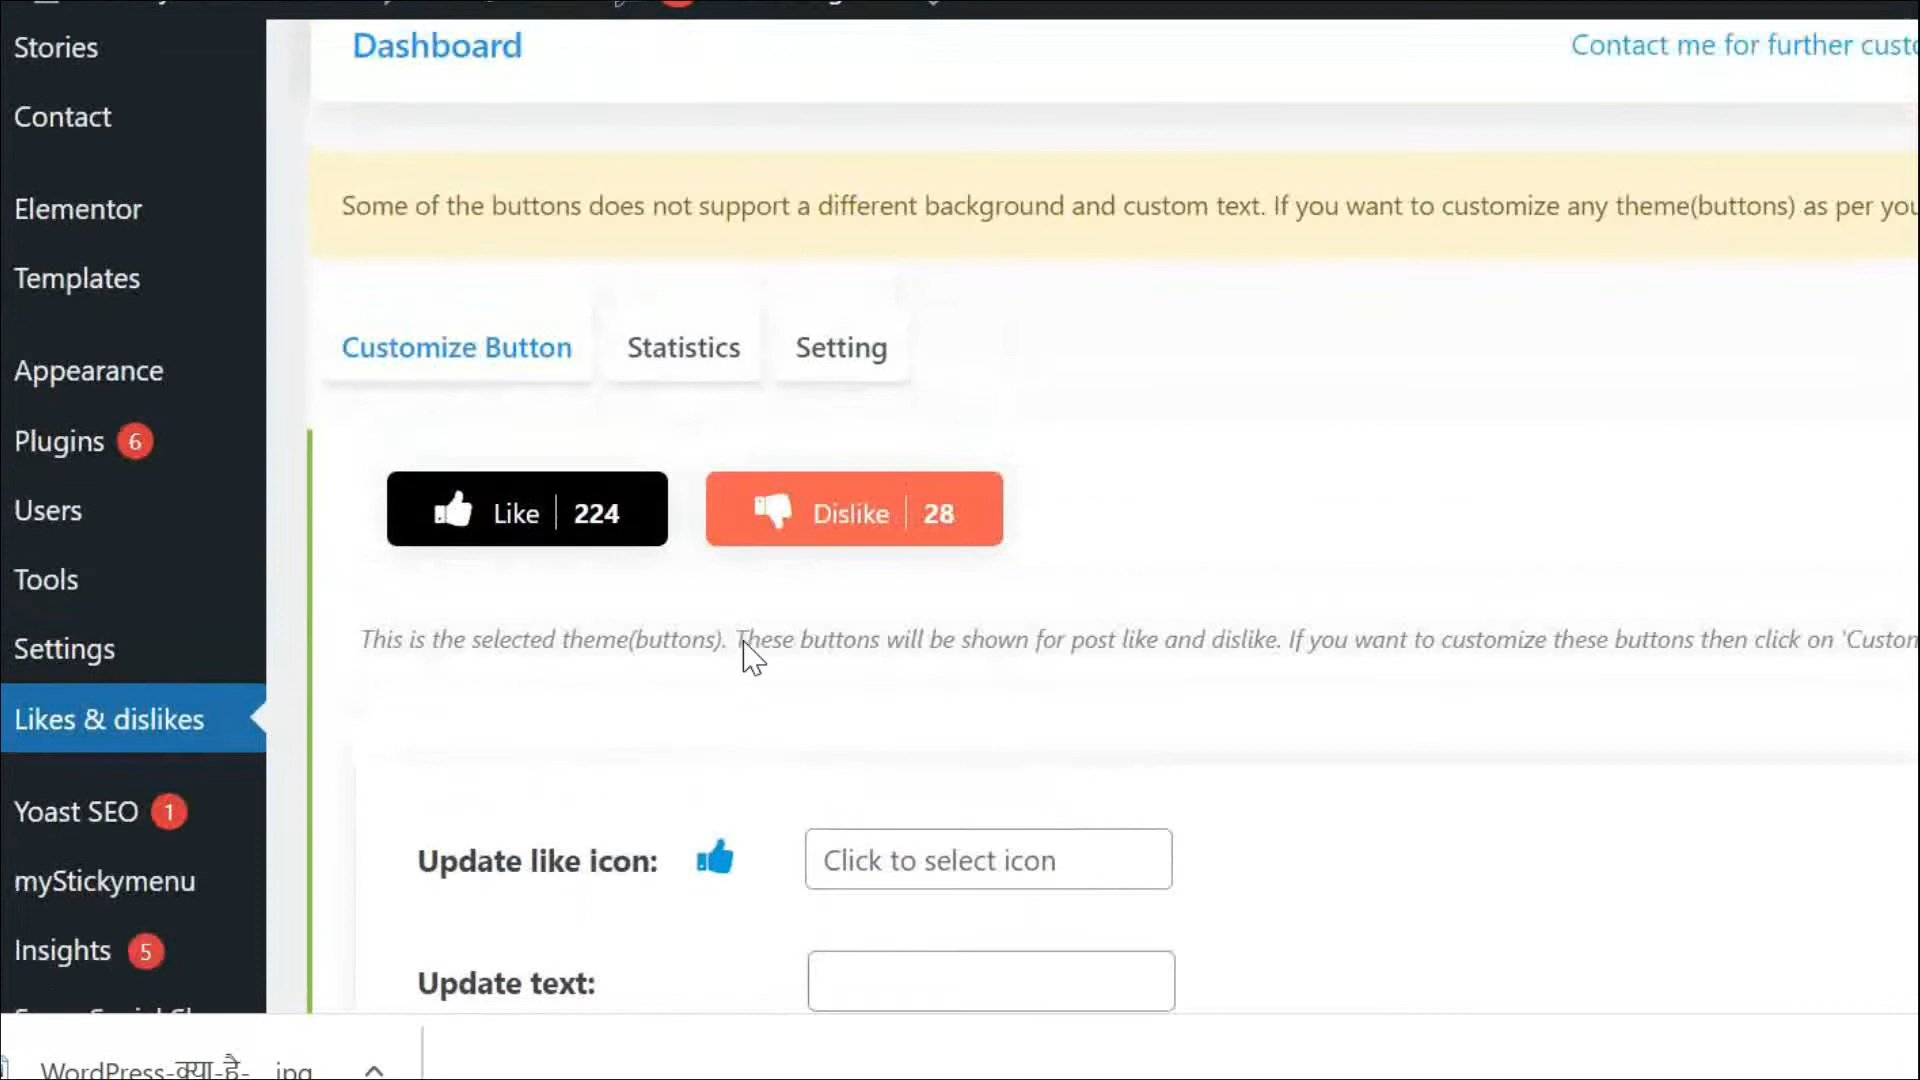 Stories
Contact
Elementor
Templates
Appearance
Plugins 6
Users
Tools
Settings
Likes & dislikes
Yoast SEO 1
myStickymenu
Insights 5
Dashboard
Contact me for further custo
Some of the buttons does not support a different background and custom text. If you want to customize any theme(buttons) as per you
Customize Button Statistics Setting
Like 224 Dislike 28
This is the selected theme(buttons). These buttons will be shown for post like and dislike. If you want to customize these buttons then click on 'Custom
Update like icon: Click to select icon
Update text:
WordPress-क्या-है-_.jpg